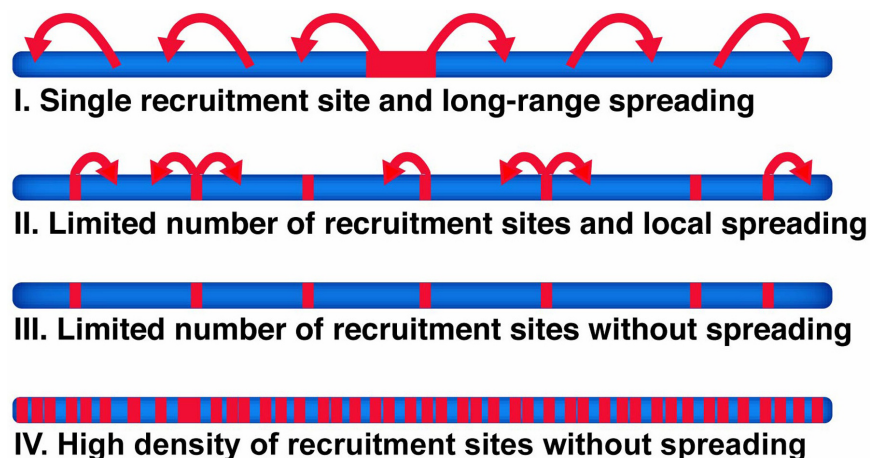 I. Single recruitment site and long-range spreading
II. Limited number of recruitment sites and local spreading
III. Limited number of recruitment sites without spreading
IV. High density of recruitment sites without spreading